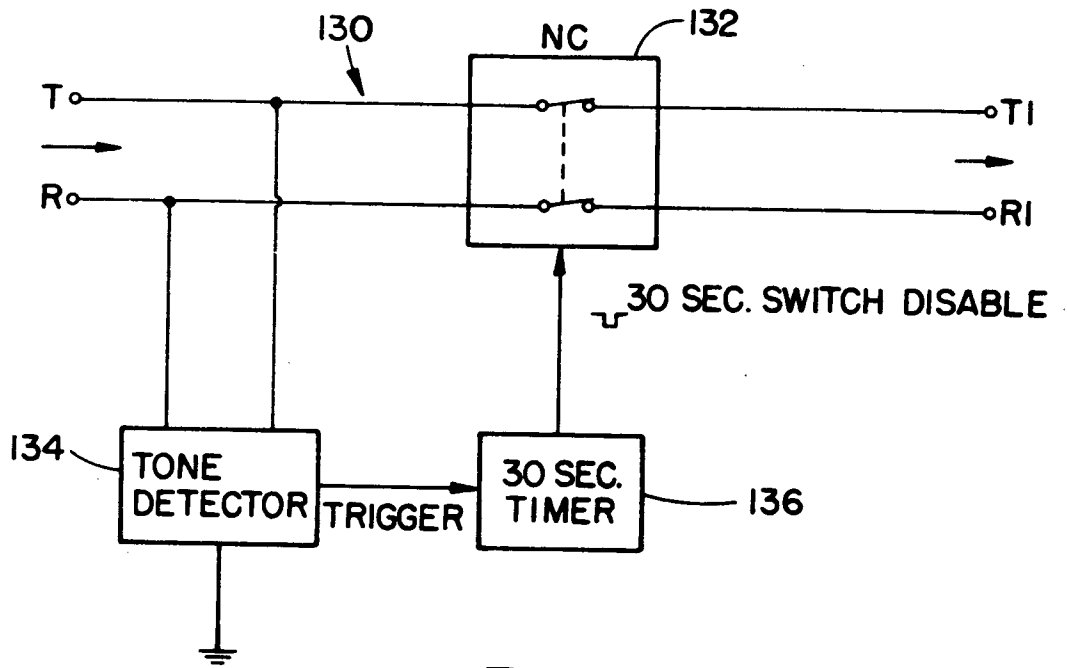 130
NC
132
T
T1
R
R1
30 SEC. SWITCH DISABLE
134
TONE
DETECTOR
TRIGGER
30 SEC.
TIMER
136